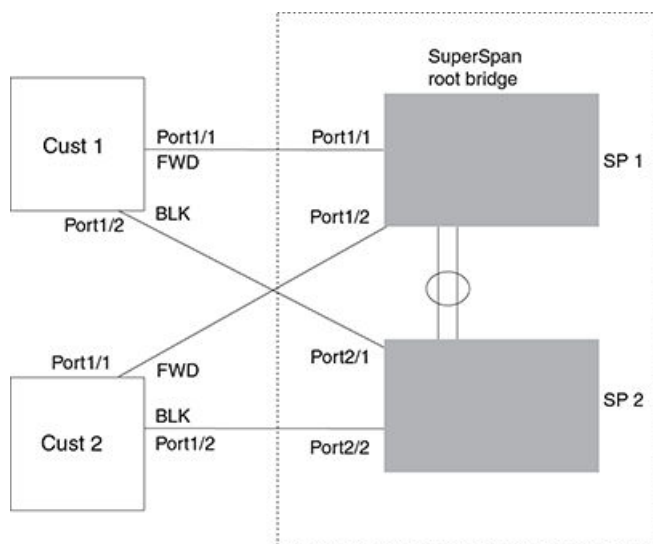 SuperSpan
root bridge
Cust 1
Port1/1
FWD
Port1/1
SP 1
BLK
Port1/2
Port1/2
Port1/1
FWD
Port2/1
SP 2
Cust 2
BLK
Port1/2
Port2/2